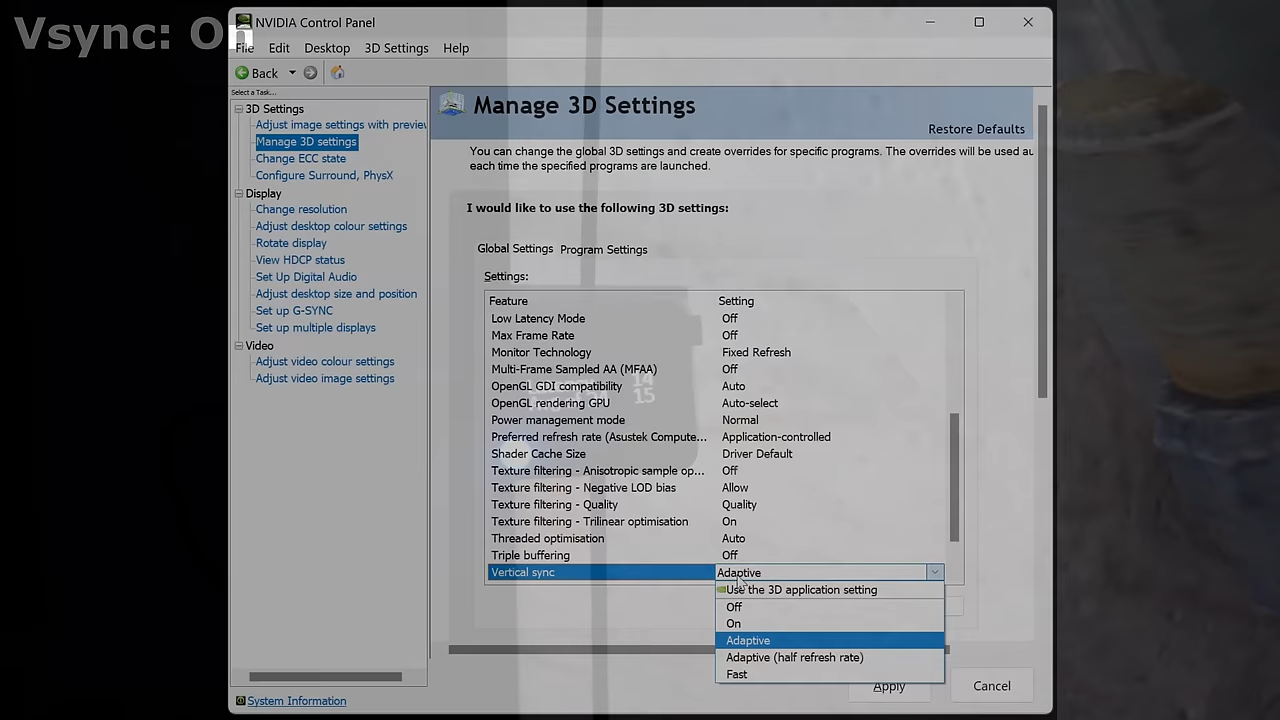 Vsync: On
NVIDIA Control Panel
File Edit Desktop 3D Settings Help
Back
Select a Task...
3D Settings
Adjust image settings with preview
Manage 3D settings
Change ECC state
Configure Surround, PhysX
Display
Change resolution
Adjust desktop colour settings
Rotate display
View HDCP status
Set Up Digital Audio
Adjust desktop size and position
Set up G-SYNC
Set up multiple displays
Video
Adjust video colour settings
Adjust video image settings
System Information
Manage 3D Settings
Restore Defaults
You can change the global 3D settings and create overrides for specific programs. The overrides will be used au
each time the specified programs are launched.
I would like to use the following 3D settings:
Global Settings Program Settings
Settings:
Feature Setting
Low Latency Mode Off
Max Frame Rate Off
Monitor Technology Fixed Refresh
Multi-Frame Sampled AA (MFAA) Off
OpenGL GDI compatibility Auto
OpenGL rendering GPU Auto-select
Power management mode Normal
Preferred refresh rate (Asustek Compute... Application-controlled
Shader Cache Size Driver Default
Texture filtering - Anisotropic sample op... Off
Texture filtering - Negative LOD bias Allow
Texture filtering - Quality Quality
Texture filtering - Trilinear optimisation On
Threaded optimisation Auto
Triple buffering Off
Vertical sync Adaptive
Use the 3D application setting
Off
On
Adaptive
Adaptive (half refresh rate)
Fast
Apply Cancel
14
15